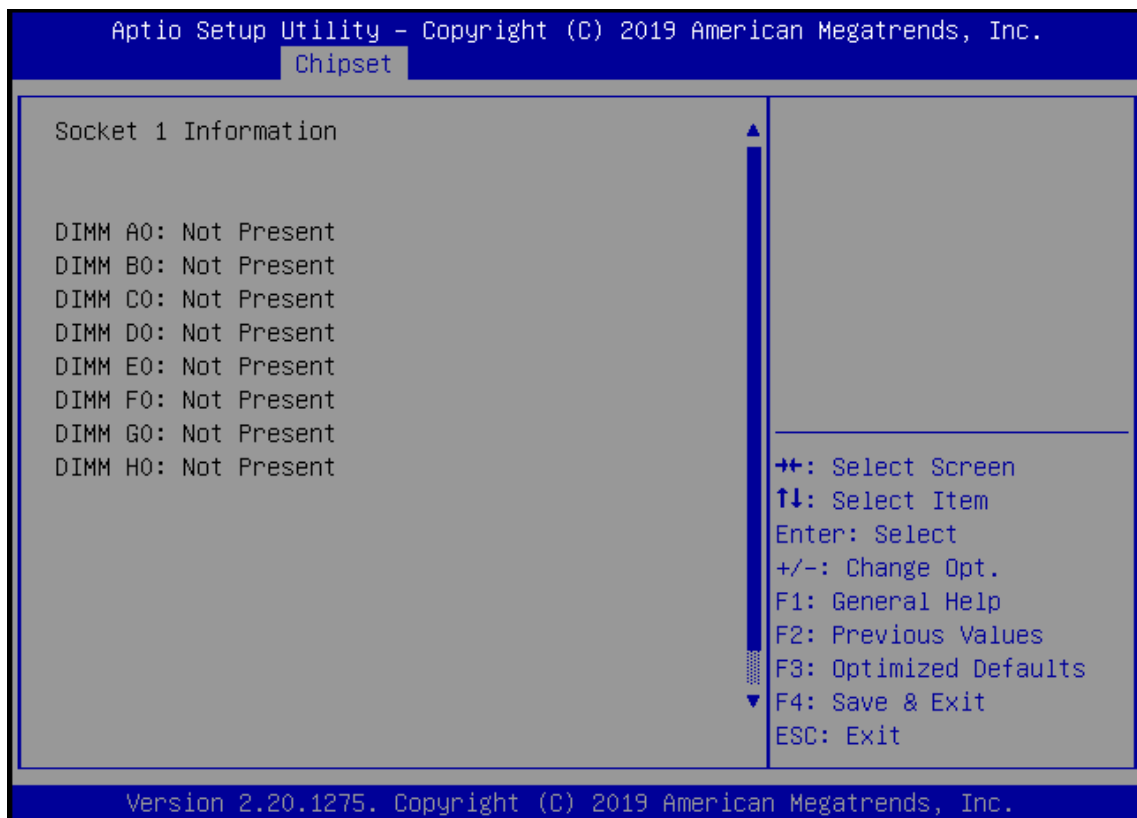 Aptio Setup Utility – Copyright (C) 2019 American Megatrends, Inc.
Chipset
Socket 1 Information
DIMM A0: Not Present
DIMM B0: Not Present
DIMM C0: Not Present
DIMM D0: Not Present
DIMM E0: Not Present
DIMM F0: Not Present
DIMM G0: Not Present
DIMM H0: Not Present
→←: Select Screen
↑↓: Select Item
Enter: Select
+/-: Change Opt.
F1: General Help
F2: Previous Values
F3: Optimized Defaults
F4: Save & Exit
ESC: Exit
Version 2.20.1275. Copyright (C) 2019 American Megatrends, Inc.